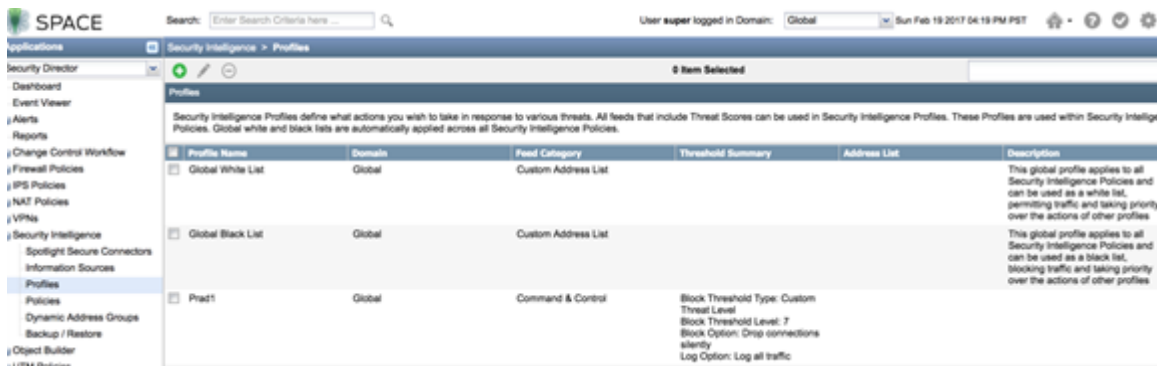 SPACE
Search: Enter Search Criteria here ...
User super logged in Domain: Global Sun Feb 19 2017 04:19 PM PST
Applications
Security Intelligence > Profiles
Security Director
0 Item Selected
Dashboard
Profiles
Event Viewer
Alerts
Reports
Change Control Workflow
Firewall Policies
IPS Policies
NAT Policies
VPNs
Security Intelligence
Spotlight Secure Connectors
Information Sources
Profiles
Policies
Dynamic Address Groups
Backup / Restore
Object Builder
UTM Policies
Security Intelligence Profiles define what actions you wish to take in response to various threats. All feeds that include Threat Scores can be used in Security Intelligence Profiles. These Profiles are used within Security Intellige
Policies. Global white and black lists are automatically applied across all Security Intelligence Policies.
Profile Name Domain Feed Category Threshold Summary Address List Description
Global White List Global Custom Address List This global profile applies to all
Security Intelligence Policies and
can be used as a white list,
permitting traffic and taking priority
over the actions of other profiles
Global Black List Global Custom Address List This global profile applies to all
Security Intelligence Policies and
can be used as a black list,
blocking traffic and taking priority
over the actions of other profiles
Prad1 Global Command & Control Block Threshold Type: Custom
Threat Level
Block Threshold Level: 7
Block Option: Drop connections
silently
Log Option: Log all traffic